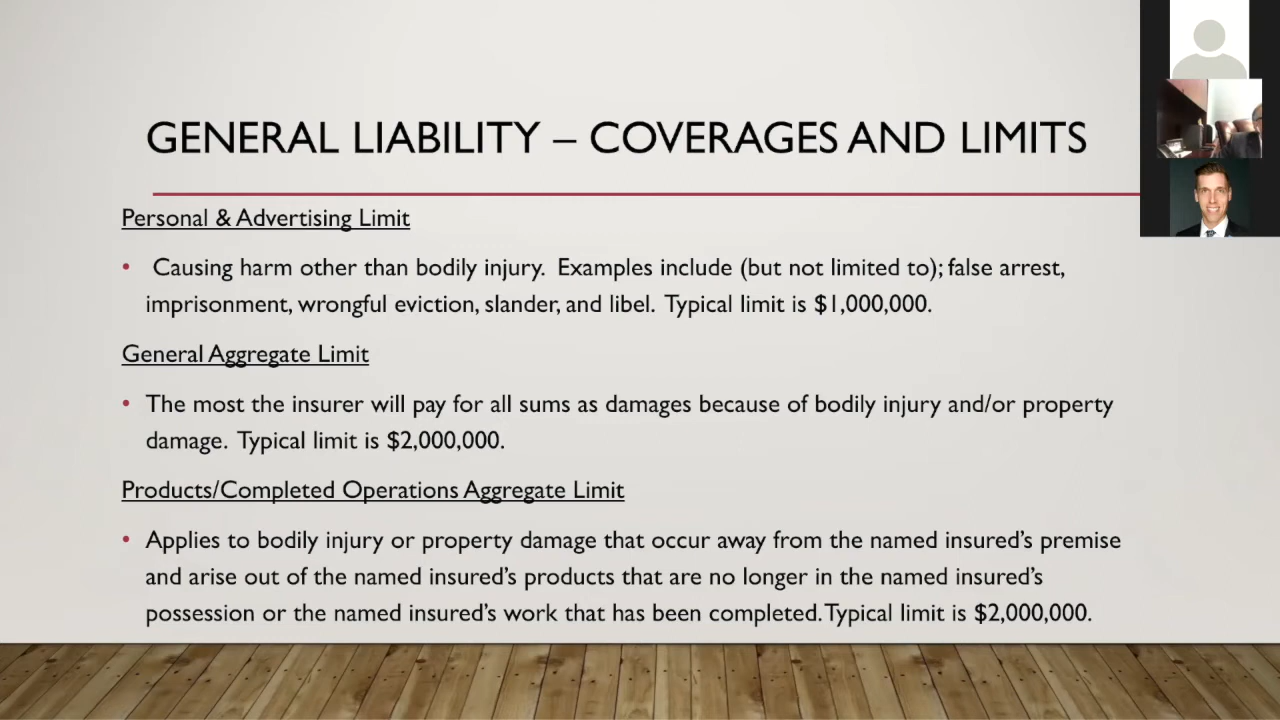 GENERAL LIABILITY – COVERAGES AND LIMITS
Personal & Advertising Limit
• Causing harm other than bodily injury. Examples include (but not limited to); false arrest,
imprisonment, wrongful eviction, slander, and libel. Typical limit is $1,000,000.
General Aggregate Limit
• The most the insurer will pay for all sums as damages because of bodily injury and/or property
damage. Typical limit is $2,000,000.
Products/Completed Operations Aggregate Limit
• Applies to bodily injury or property damage that occur away from the named insured’s premise
and arise out of the named insured’s products that are no longer in the named insured’s
possession or the named insured’s work that has been completed. Typical limit is $2,000,000.